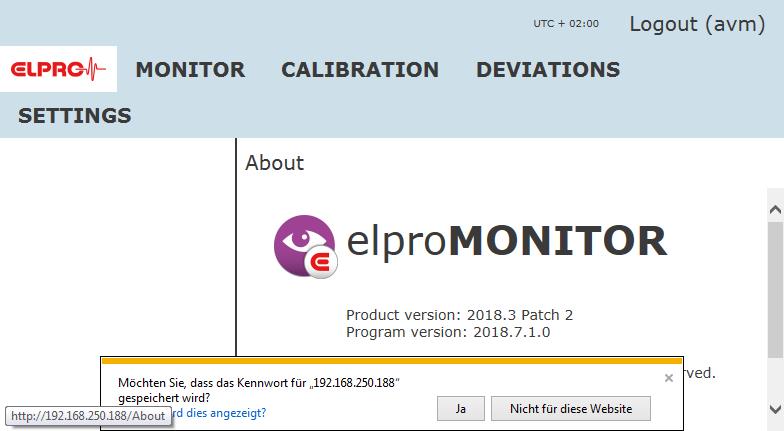 UTC + 02:00 Logout (avm)
ELPRO MONITOR CALIBRATION DEVIATIONS
SETTINGS
About
elproMONITOR
Product version: 2018.3 Patch 2
Program version: 2018.7.1.0
rved.
Möchten Sie, dass das Kennwort für „192.168.250.188“
gespeichert wird?
rd dies angezeigt?
Ja
Nicht für diese Website
http://192.168.250.188/About